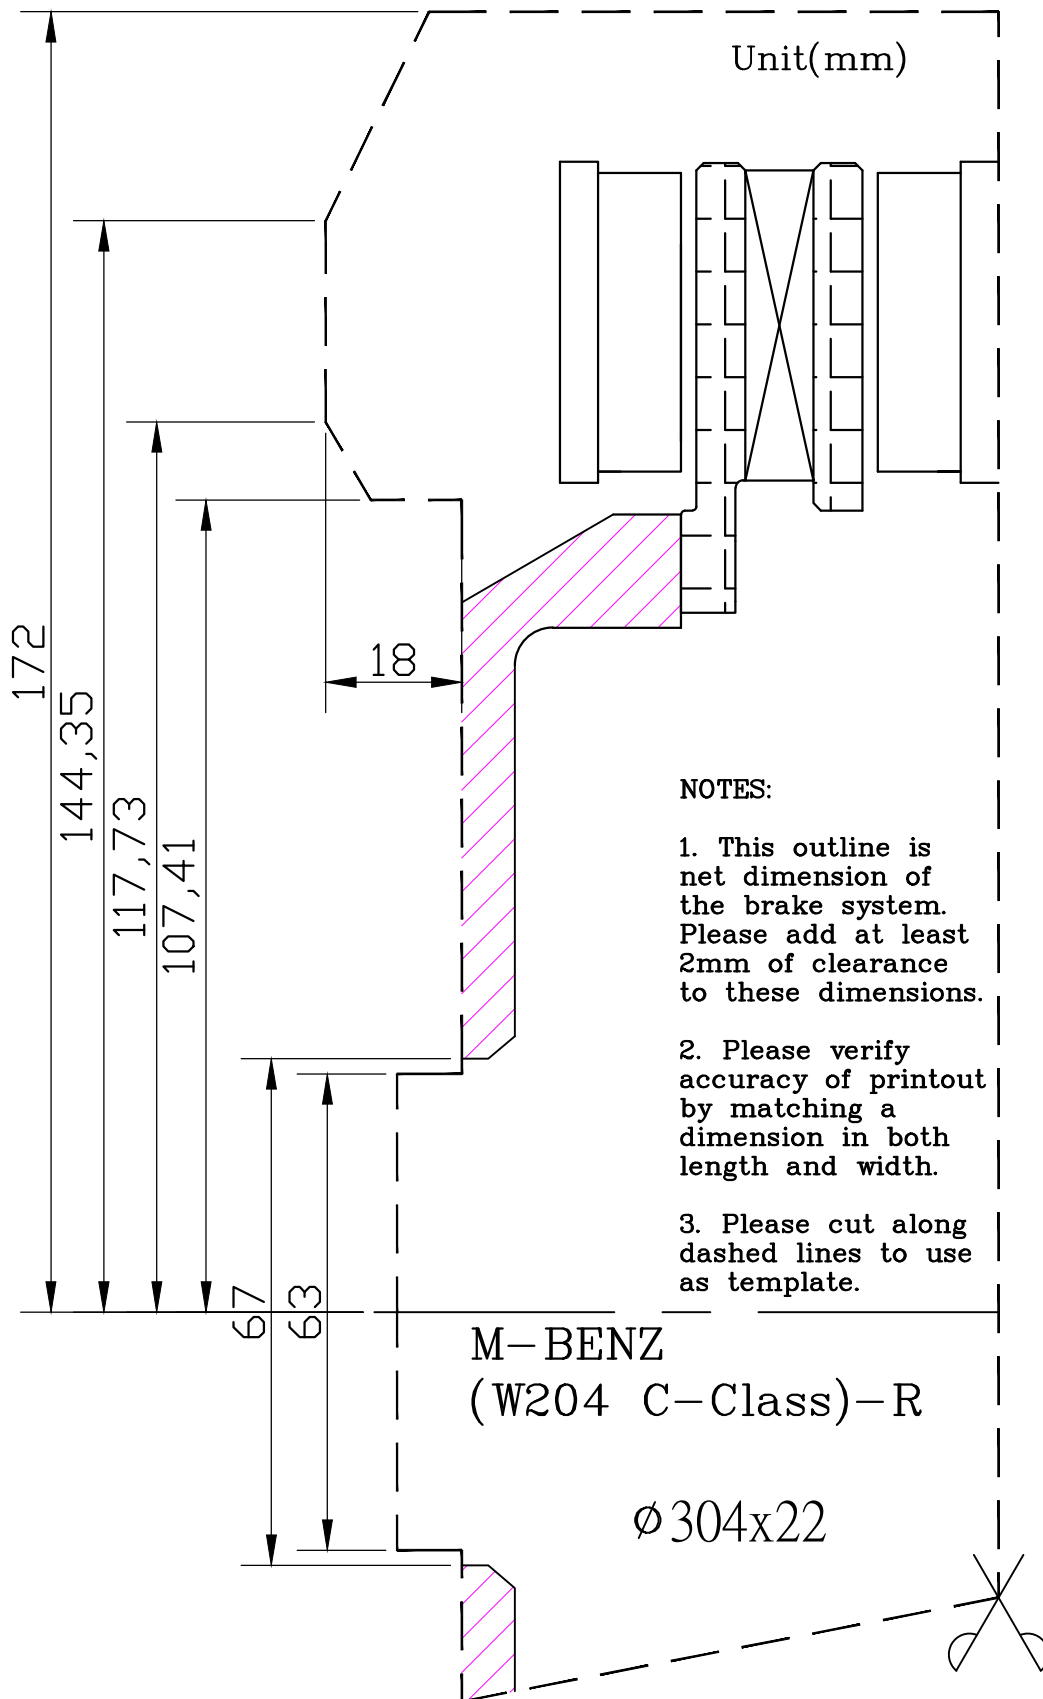 Unit(mm)
172
144,35
117,73
107,41
18
67
63
NOTES:
1. This outline is
net dimension of
the brake system.
Please add at least
2mm of clearance
to these dimensions.
2. Please verify
accuracy of printout
by matching a
dimension in both
length and width.
3. Please cut along
dashed lines to use
as template.
M-BENZ
(W204 C-Class)-R
Ø304x22